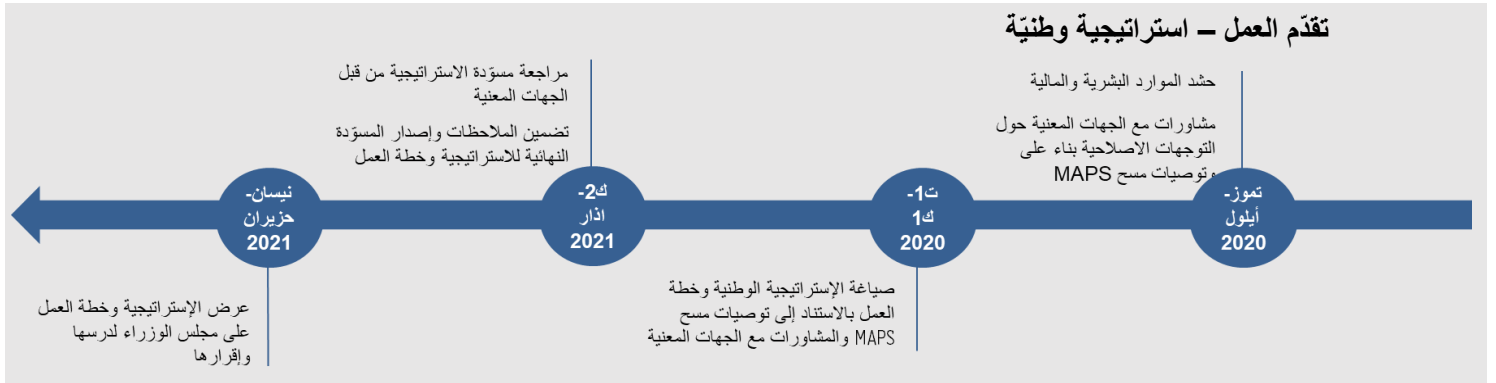 تقدّم العمل – استراتيجية وطنيّة
حشد الموارد البشرية والمالية
مشاورات مع الجهات المعنية حول
التوجهات الاصلاحية بناء على
وتوصيات مسح MAPS
تموز-
أيلول
2020
ت1-
ك1
2020
صياغة الإستراتيجية الوطنية وخطة
العمل بالاستناد إلى توصيات مسح
MAPS والمشاورات مع الجهات المعنية
مراجعة مسوّدة الاستراتيجية من قبل
الجهات المعنية
تضمين الملاحظات وإصدار المسوّدة
النهائية للاستراتيجية وخطة العمل
ك2-
اذار
2021
نيسان-
حزيران
2021
عرض الإستراتيجية وخطة العمل
على مجلس الوزراء لدرسها
وإقرارها